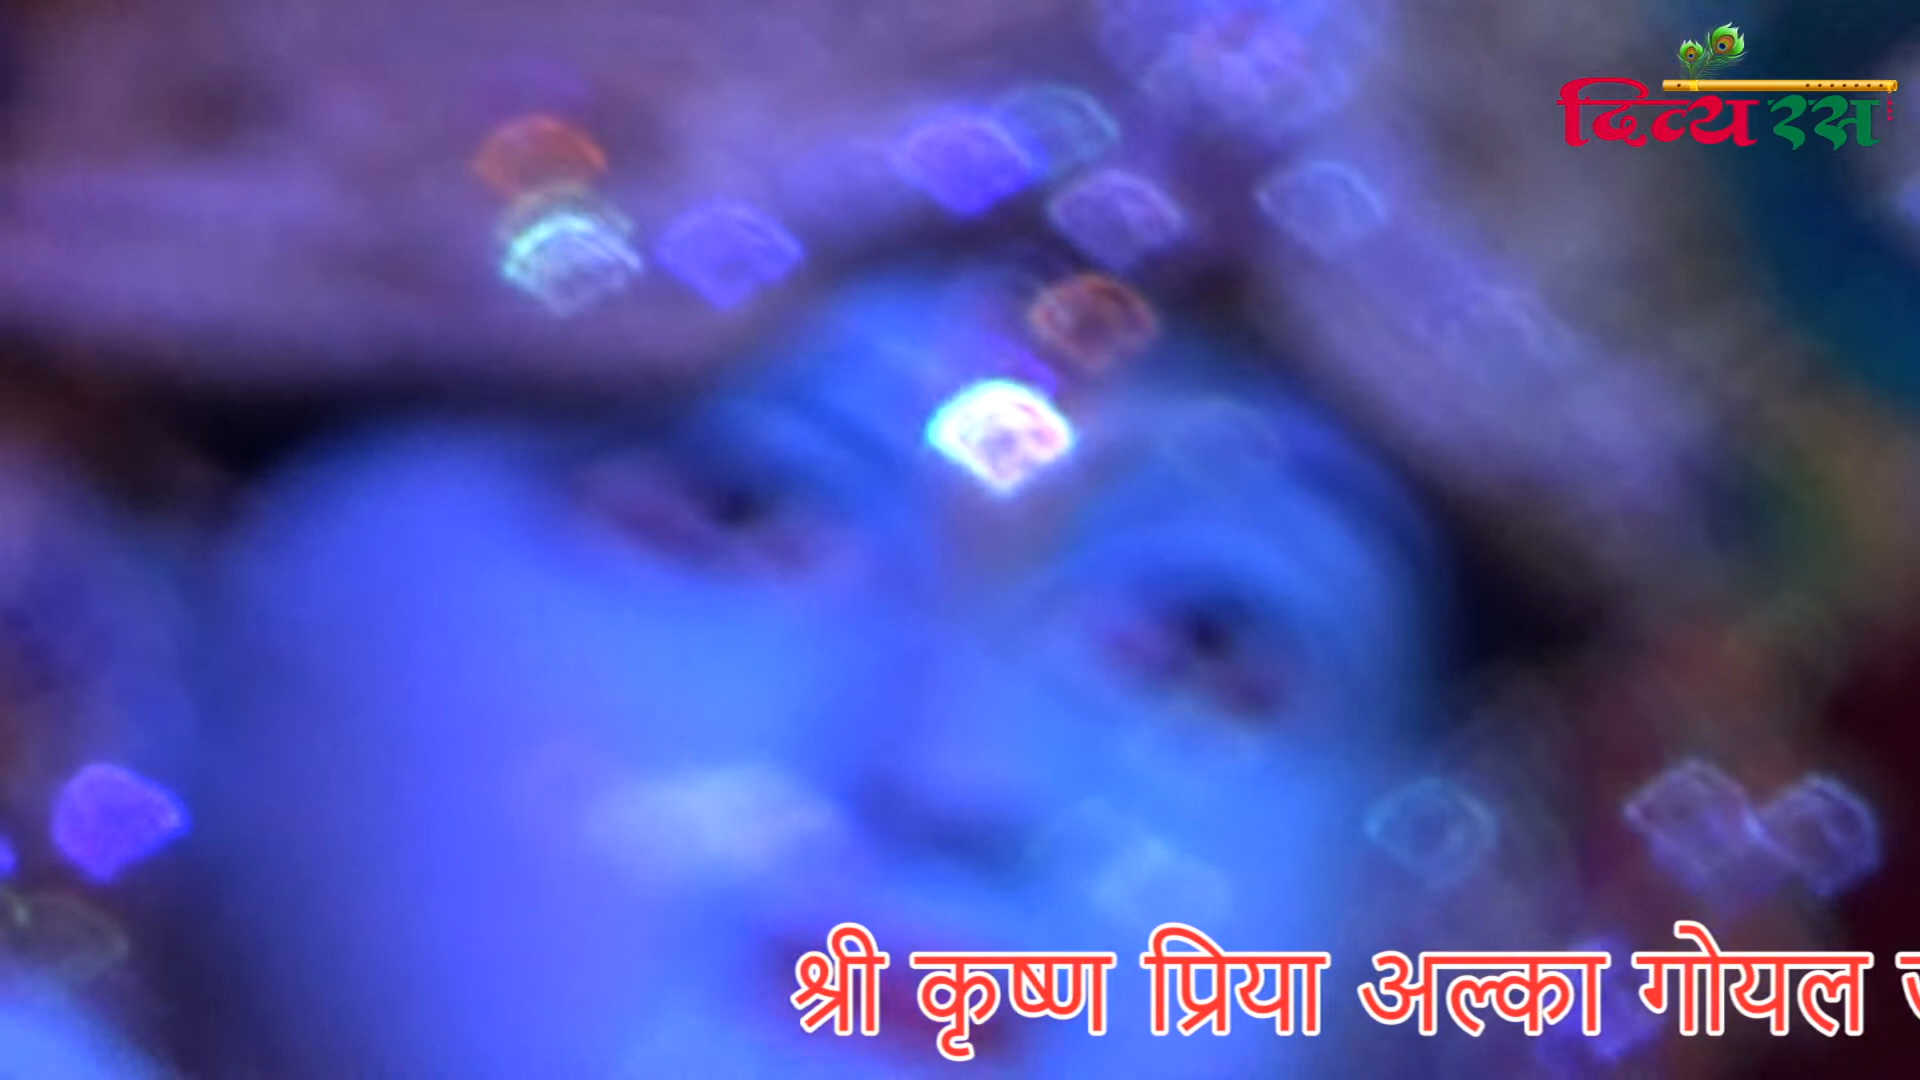 दिव्य रस
श्री कृष्ण प्रिया अल्का गोयल